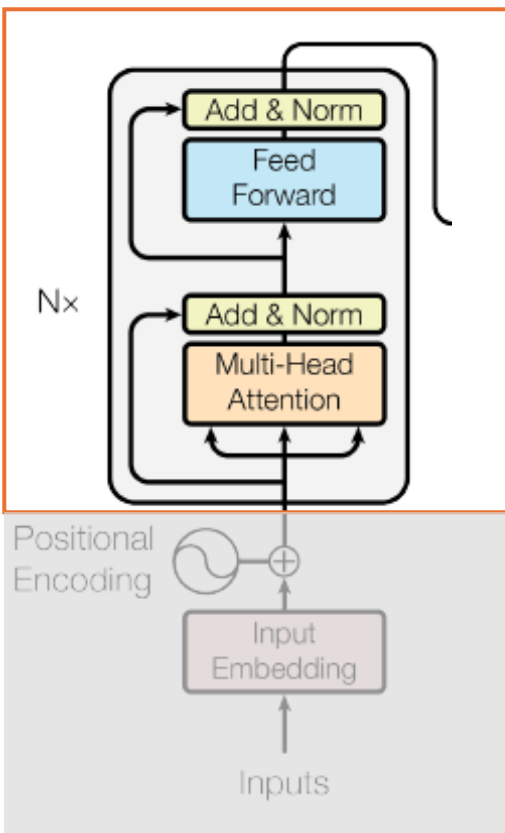 Add & Norm
Feed
Forward
Nx
Add & Norm
Multi-Head
Attention
Positional
Encoding
Input
Embedding
Inputs